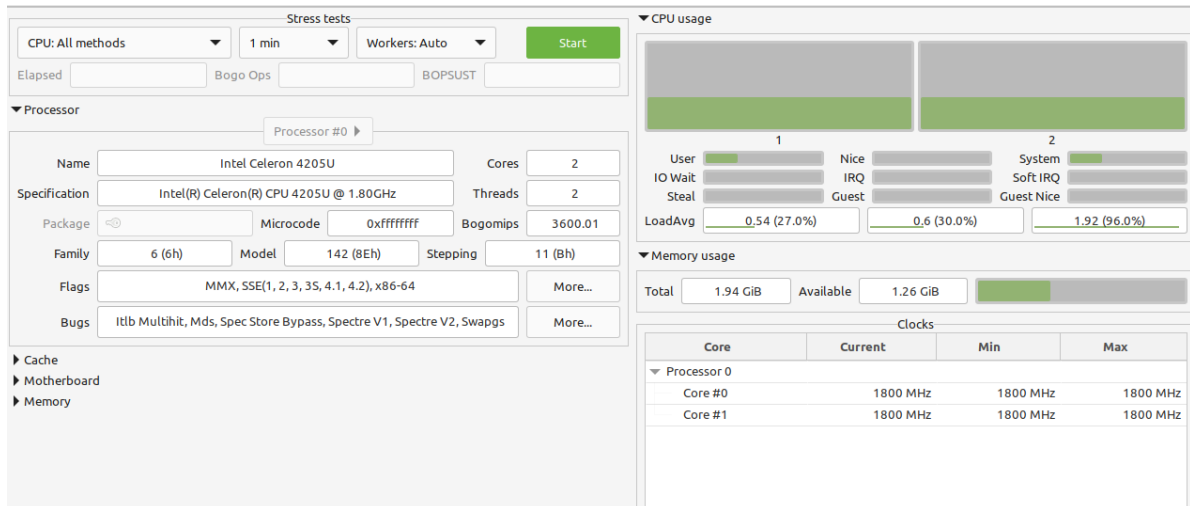 Stress tests
CPU: All methods 1 min Workers: Auto Start
Elapsed Bogo Ops BOPSUST
Processor
Processor #0
Name Intel Celeron 4205U Cores 2
Specification Intel(R) Celeron(R) CPU 4205U @ 1.80GHz Threads 2
Package Microcode 0xffffffff Bogomips 3600.01
Family 6 (6h) Model 142 (8Eh) Stepping 11 (Bh)
Flags MMX, SSE(1, 2, 3, 3S, 4.1, 4.2), x86-64 More...
Bugs Itlb Multihit, Mds, Spec Store Bypass, Spectre V1, Spectre V2, Swapgs More...
Cache
Motherboard
Memory
CPU usage
1 2
User Nice System
IO Wait IRQ Soft IRQ
Steal Guest Guest Nice
LoadAvg 0.54 (27.0%) 0.6 (30.0%) 1.92 (96.0%)
Memory usage
Total 1.94 GiB Available 1.26 GiB
Clocks
Core Current Min Max
Processor 0
Core #0 1800 MHz 1800 MHz 1800 MHz
Core #1 1800 MHz 1800 MHz 1800 MHz